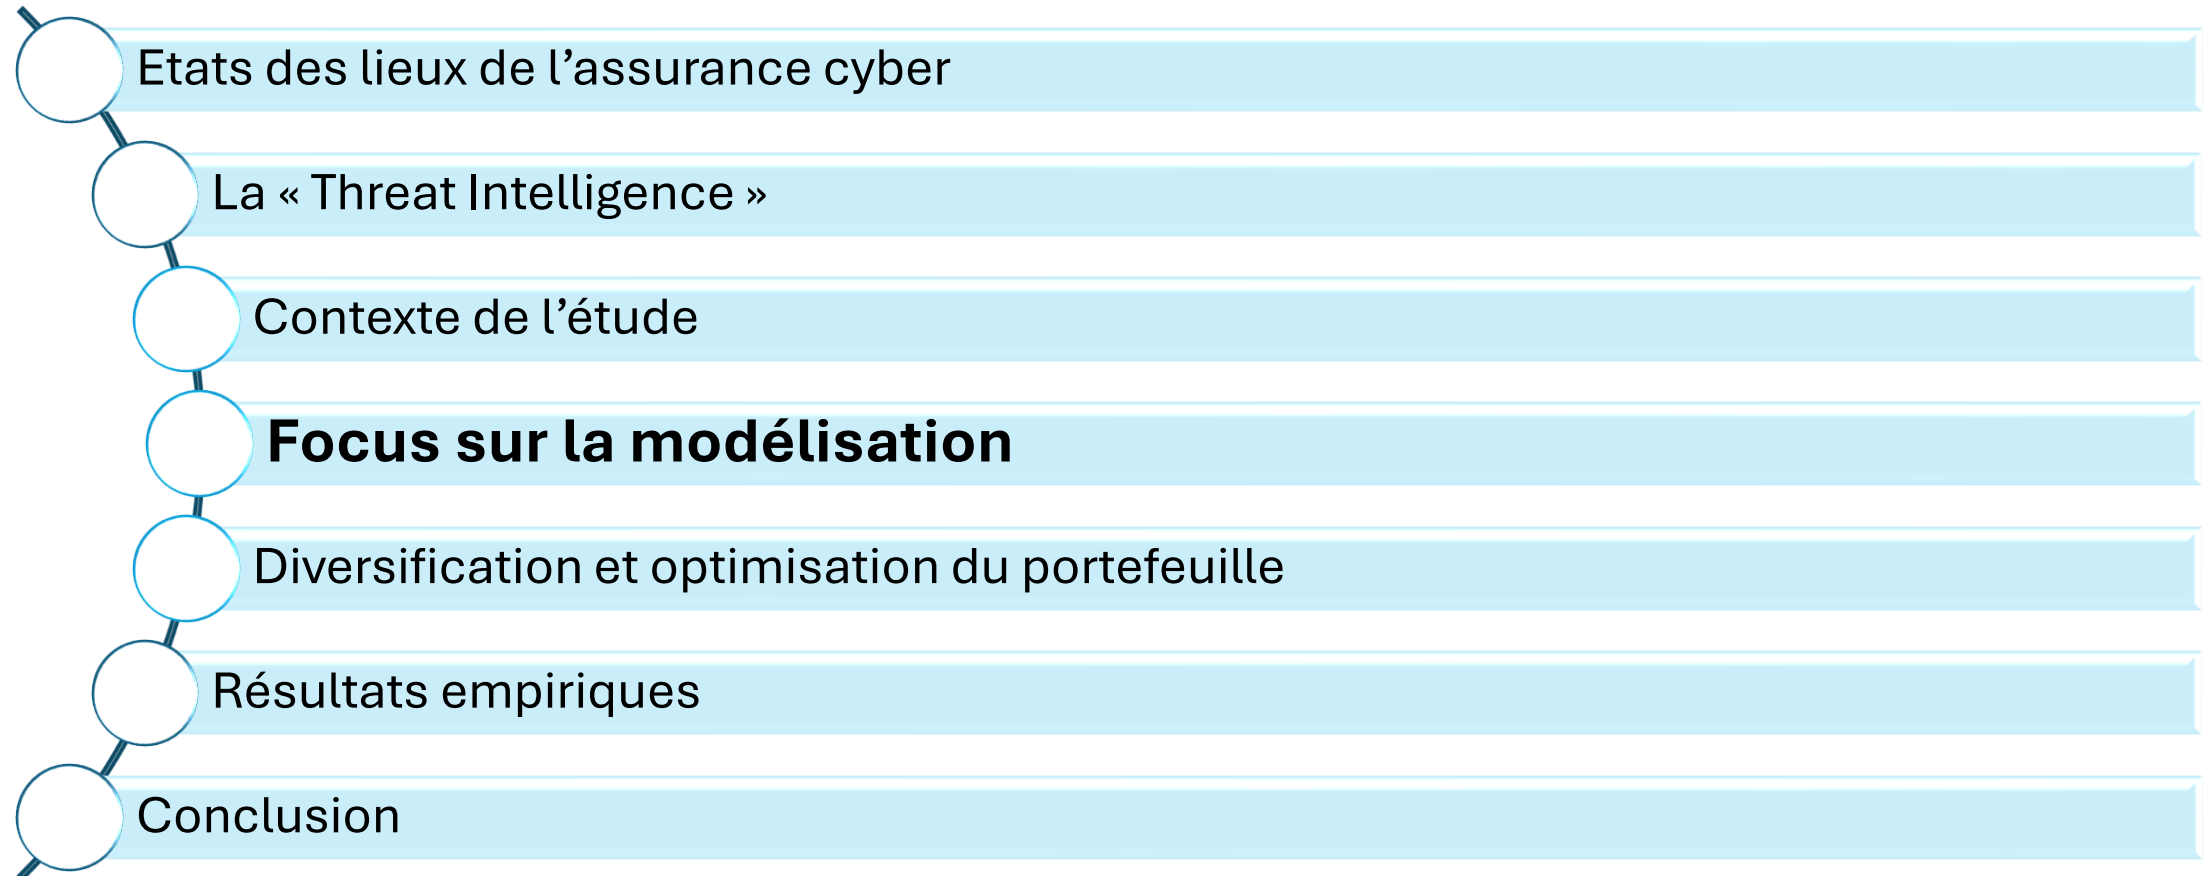 Etats des lieux de l’assurance cyber
La « Threat Intelligence »
Contexte de l’étude
Focus sur la modélisation
Diversification et optimisation du portefeuille
Résultats empiriques
Conclusion